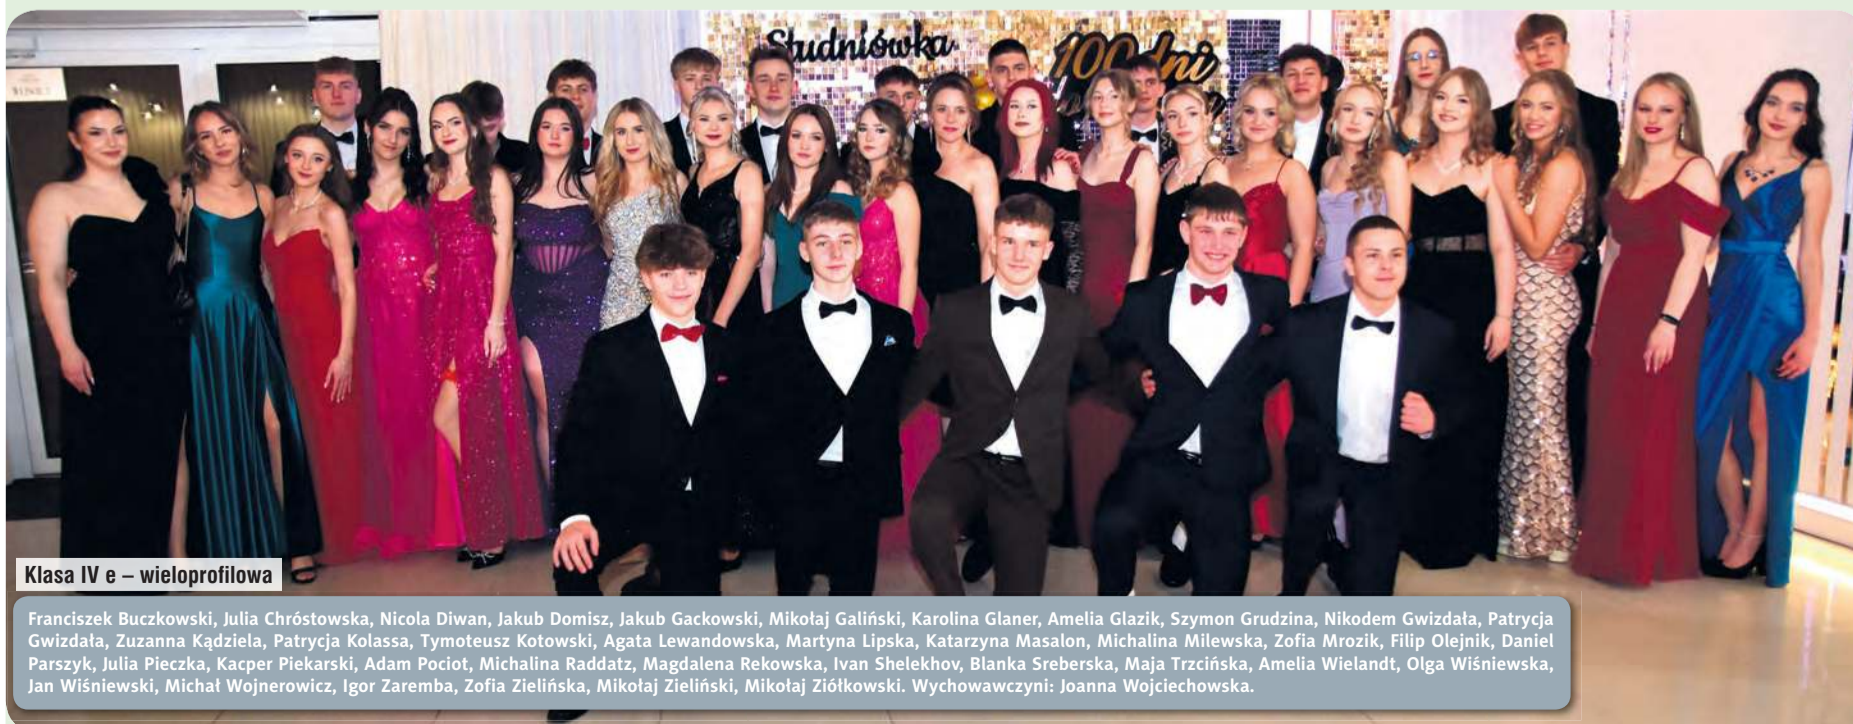 Studniówka
100 dni
Klasa IV e – wieloprofilowa
Franciszek Buczkowski, Julia Chróstowska, Nicola Diwan, Jakub Domisz, Jakub Gackowski, Mikołaj Galiński, Karolina Glaner, Amelia Glazik, Szymon Grudzina, Nikodem Gwizdała, Patrycja
Gwizdała, Zuzanna Kądziela, Patrycja Kolassa, Tymoteusz Kotowski, Agata Lewandowska, Martyna Lipska, Katarzyna Masalon, Michalina Milewska, Zofia Mrozik, Filip Olejnik, Daniel
Parszyk, Julia Pieczka, Kacper Piekarski, Adam Pociot, Michalina Raddatz, Magdalena Rekowska, Ivan Shelekhov, Blanka Sreberska, Maja Trzcińska, Amelia Wielandt, Olga Wiśniewska,
Jan Wiśniewski, Michał Wojnerowicz, Igor Zaremba, Zofia Zielińska, Mikołaj Zieliński, Mikołaj Ziółkowski. Wychowawczyni: Joanna Wojciechowska.